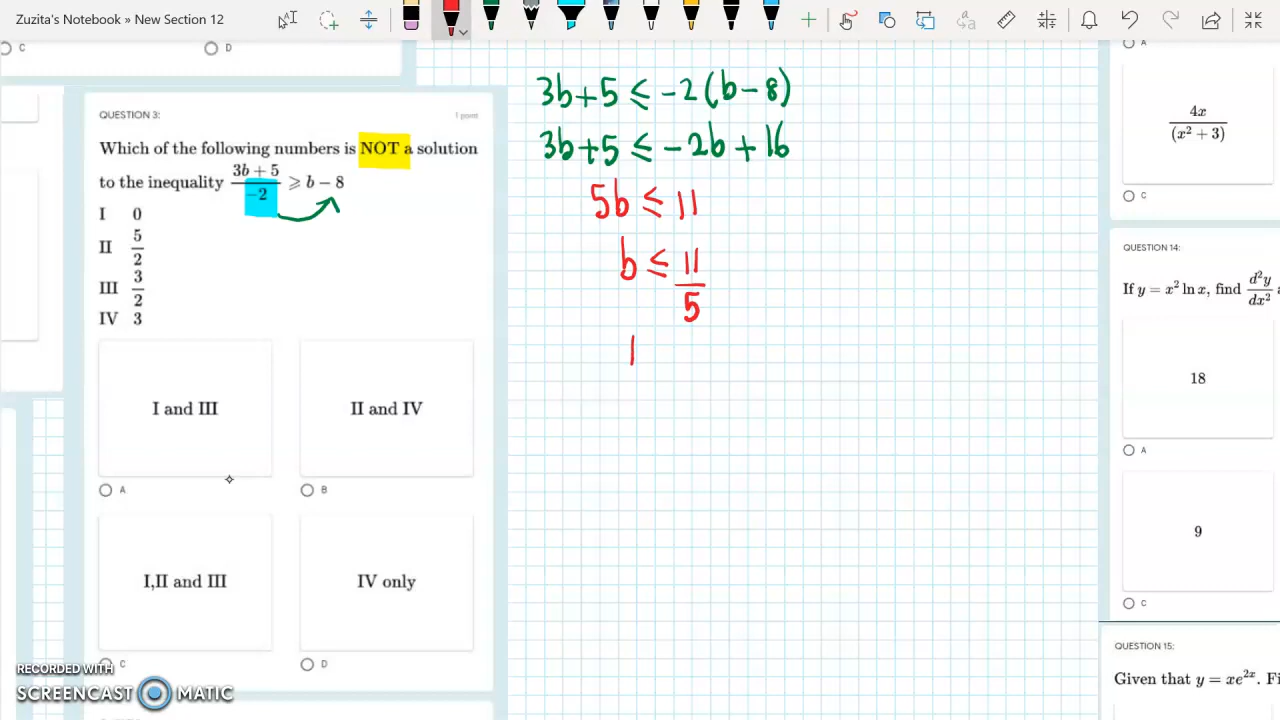 Zuzita's Notebook » New Section 12
C
D
QUESTION 3:
1 point
Which of the following numbers is NOT a solution
to the inequality (3b + 5)/(−2) ⩾ b − 8
I 0
II 5/2
III 3/2
IV 3
I and III
II and IV
A
B
I,II and III
IV only
C
D
3b+5 ≤ -2(b-8)
3b+5 ≤ -2b+16
5b ≤ 11
b ≤ 11/5
1
A
4x/(x² + 3)
C
QUESTION 14:
If y = x² ln x, find d²y/dx²
18
A
9
C
QUESTION 15:
Given that y = xe²ˣ. Fi
RECORDED WITH
SCREENCAST MATIC